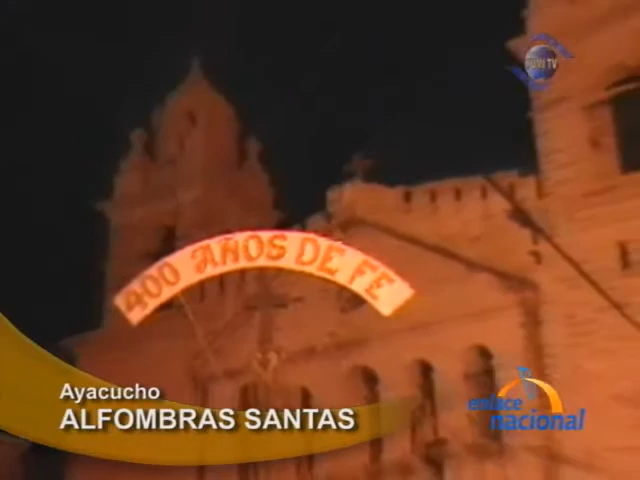 400 AÑOS DE FE
Ayacucho
ALFOMBRAS SANTAS
enlace
nacional